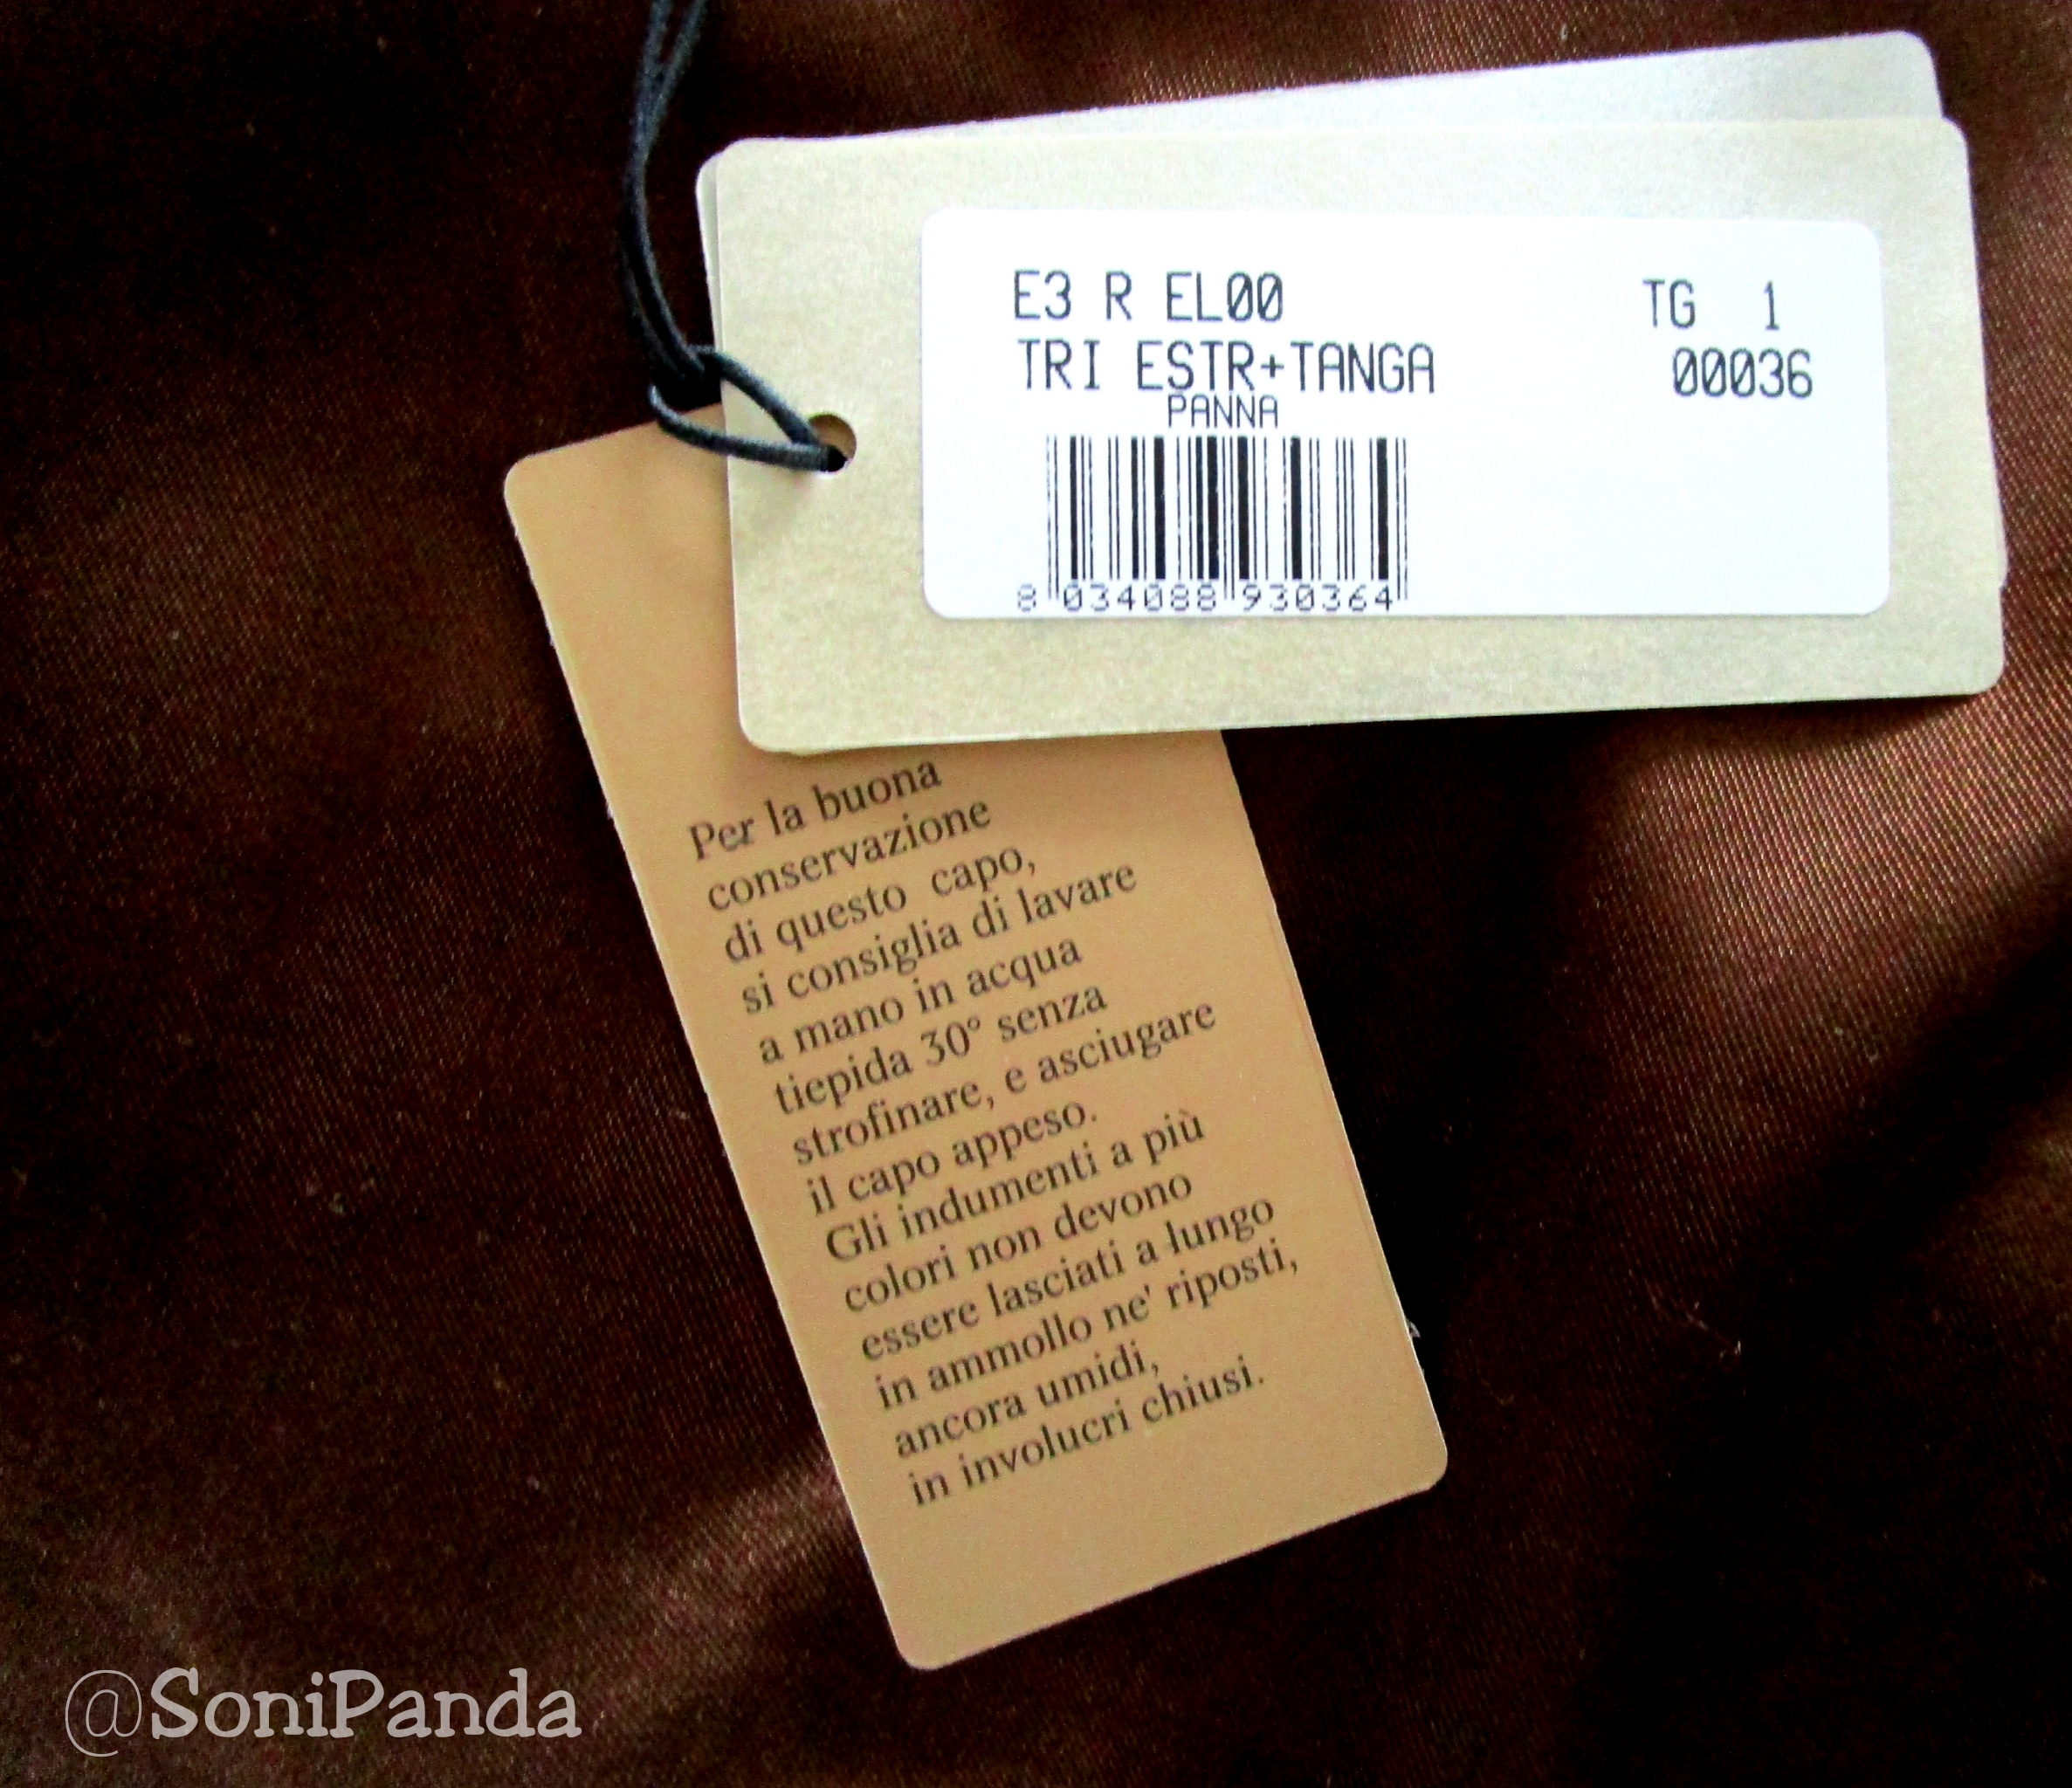 E3 R EL00 TG 1
TRI ESTR+TANGA 00036
PANNA
8 034088 930364
Per la buona
conservazione
di questo capo,
si consiglia di lavare
a mano in acqua
tiepida 30° senza
strofinare, e asciugare
il capo appeso.
Gli indumenti a più
colori non devono
essere lasciati a lungo
in ammollo ne' riposti,
ancora umidi,
in involucri chiusi.
@SoniPanda